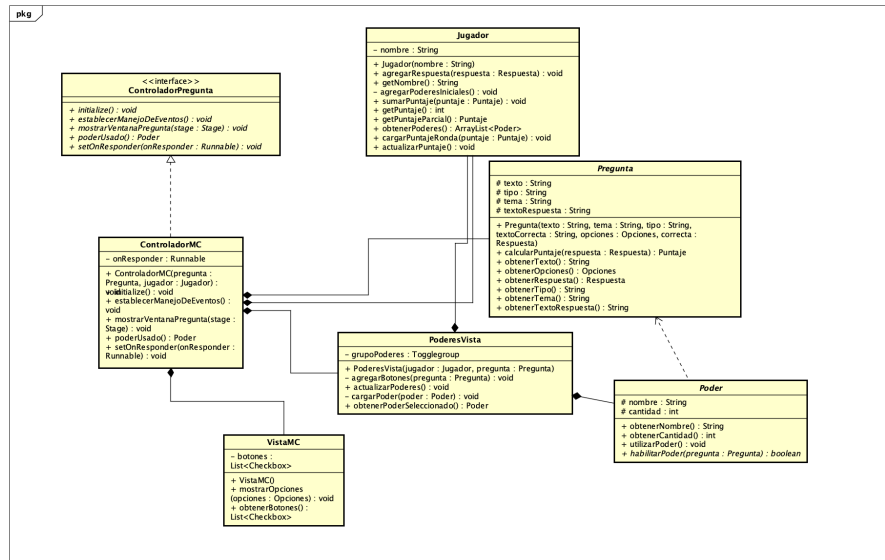 pkg
Jugador
- nombre : String
+ Jugador(nombre : String)
+ agregarRespuesta(respuesta : Respuesta) : void
+ getNombre() : String
- agregarPoderesIniciales() : void
+ sumarPuntaje(puntaje : Puntaje) : void
+ getPuntaje() : int
+ getPuntajeParcial() : Puntaje
+ obtenerPoderes() : ArrayList<Poder>
+ cargarPuntajeRonda(puntaje : Puntaje) : void
+ actualizarPuntaje() : void
<<interface>>
ControladorPregunta
+ initialize() : void
+ establecerManejoDeEventos() : void
+ mostrarVentanaPregunta(stage : Stage) : void
+ poderUsado() : Poder
+ setOnResponder(onResponder : Runnable) : void
Pregunta
# texto : String
# tipo : String
# tema : String
# textoRespuesta : String
+ Pregunta(texto : String, tema : String, tipo : String,
textoCorrecta : String, opciones : Opciones, correcta :
Respuesta)
+ calcularPuntaje(respuesta : Respuesta) : Puntaje
+ obtenerTexto() : String
+ obtenerOpciones() : Opciones
+ obtenerRespuesta() : Respuesta
+ obtenerTipo() : String
+ obtenerTema() : String
+ obtenerTextoRespuesta() : String
ControladorMC
- onResponder : Runnable
+ ControladorMC(pregunta :
Pregunta, jugador : Jugador) :
void
+ initialize() : void
+ establecerManejoDeEventos() :
void
+ mostrarVentanaPregunta(stage :
Stage) : void
+ poderUsado() : Poder
+ setOnResponder(onResponder :
Runnable) : void
PoderesVista
- grupoPoderes : Togglegroup
+ PoderesVista(jugador : Jugador, pregunta : Pregunta)
- agregarBotones(pregunta : Pregunta) : void
+ actualizarPoderes() : void
- cargarPoder(poder : Poder) : void
+ obtenerPoderSeleccionado() : Poder
Poder
# nombre : String
# cantidad : int
+ obtenerNombre() : String
+ obtenerCantidad() : int
+ utilizarPoder() : void
+ habilitarPoder(pregunta : Pregunta) : boolean
VistaMC
- botones :
List<Checkbox>
+ VistaMC()
+ mostrarOpciones
(opciones : Opciones) : void
+ obtenerBotones() :
List<Checkbox>